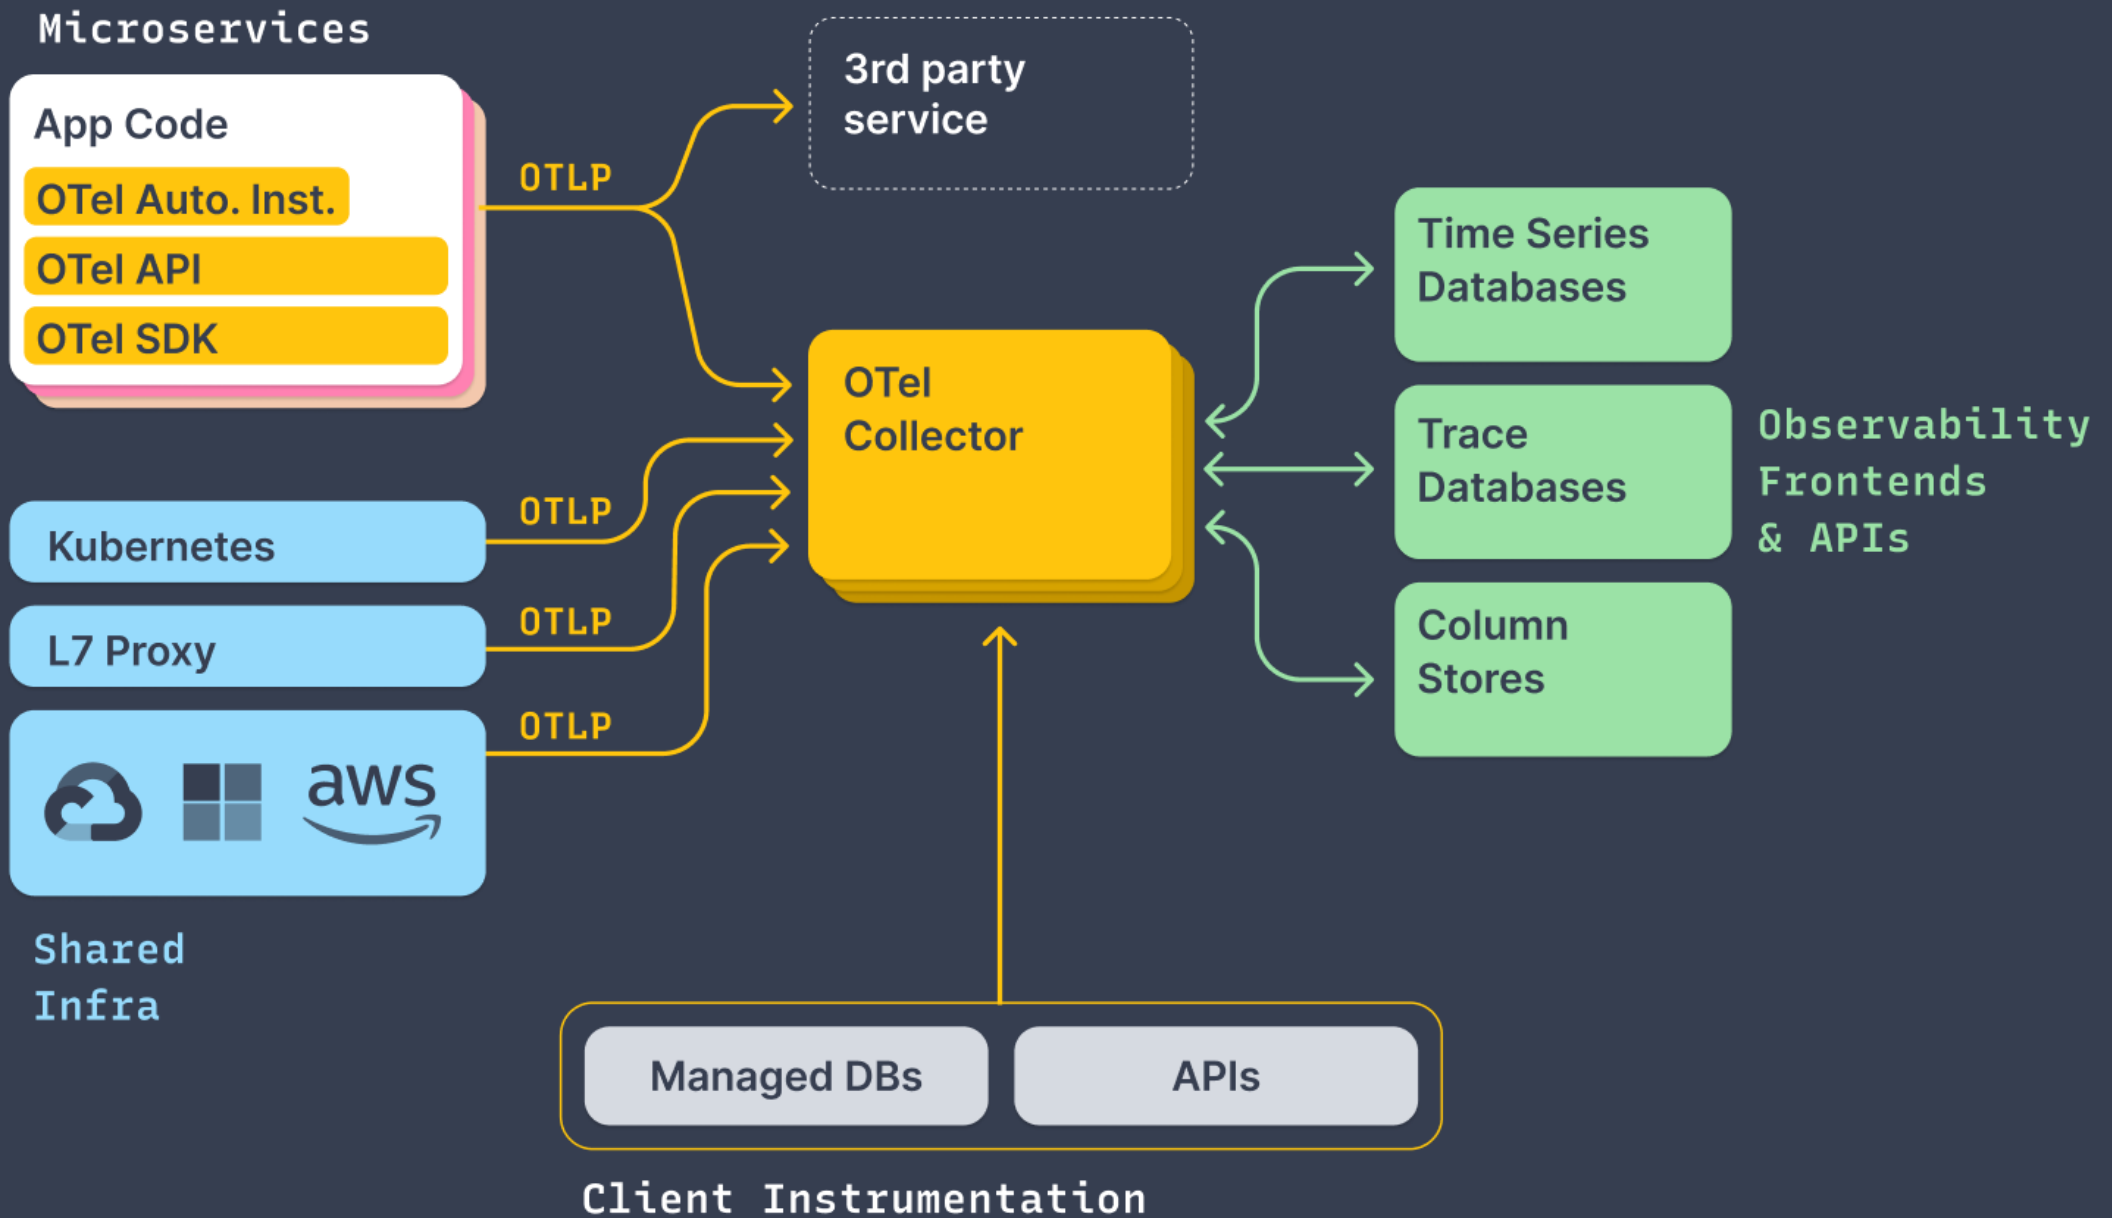 Microservices
App Code
OTel Auto. Inst.
OTel API
OTel SDK
OTLP
3rd party
service
OTel
Collector
Time Series
Databases
Trace
Databases
Column
Stores
Observability
Frontends
& APIs
Kubernetes
OTLP
L7 Proxy
OTLP
aws
OTLP
Shared
Infra
Managed DBs
APIs
Client Instrumentation